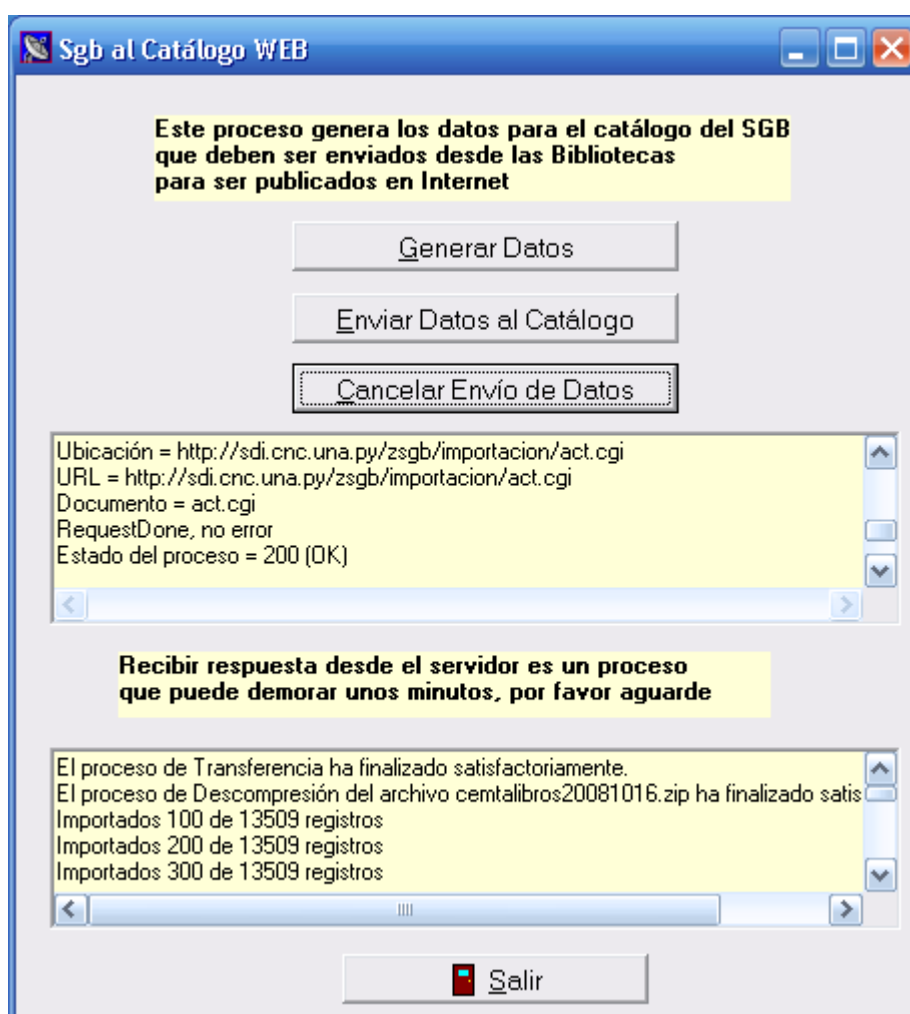 Sgb al Catálogo WEB
Este proceso genera los datos para el catálogo del SGB
que deben ser enviados desde las Bibliotecas
para ser publicados en Internet
Generar Datos
Enviar Datos al Catálogo
Cancelar Envío de Datos
Ubicación = http://sdi.cnc.una.py/zsgb/importacion/act.cgi
URL = http://sdi.cnc.una.py/zsgb/importacion/act.cgi
Documento = act.cgi
RequestDone, no error
Estado del proceso = 200 (OK)
Recibir respuesta desde el servidor es un proceso
que puede demorar unos minutos, por favor aguarde
El proceso de Transferencia ha finalizado satisfactoriamente.
El proceso de Descompresión del archivo cemtalibros20081016.zip ha finalizado satis
Importados 100 de 13509 registros
Importados 200 de 13509 registros
Importados 300 de 13509 registros
Salir